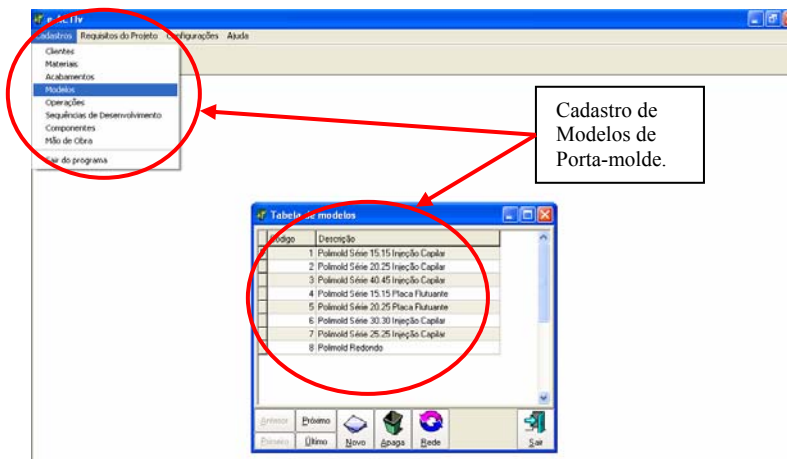 e-ACTIv
Cadastros Requisitos do Projeto Configurações Ajuda
Clientes
Materiais
Acabamentos
Modelos
Operações
Sequências de Desenvolvimento
Componentes
Mão de Obra
Sair do programa
Cadastro de
Modelos de
Porta-molde.
Tabela de modelos
Código Descrição
1 Polimold Série 15.15 Injeção Capilar
2 Polimold Série 20.25 Injeção Capilar
3 Polimold Série 40.45 Injeção Capilar
4 Polimold Série 15.15 Placa Flutuante
5 Polimold Série 20.25 Placa Flutuante
6 Polimold Série 30.30 Injeção Capilar
7 Polimold Série 25.25 Injeção Capilar
8 Polimold Redondo
Anterior Próximo
Primeiro Último Novo Apaga Rede Sair